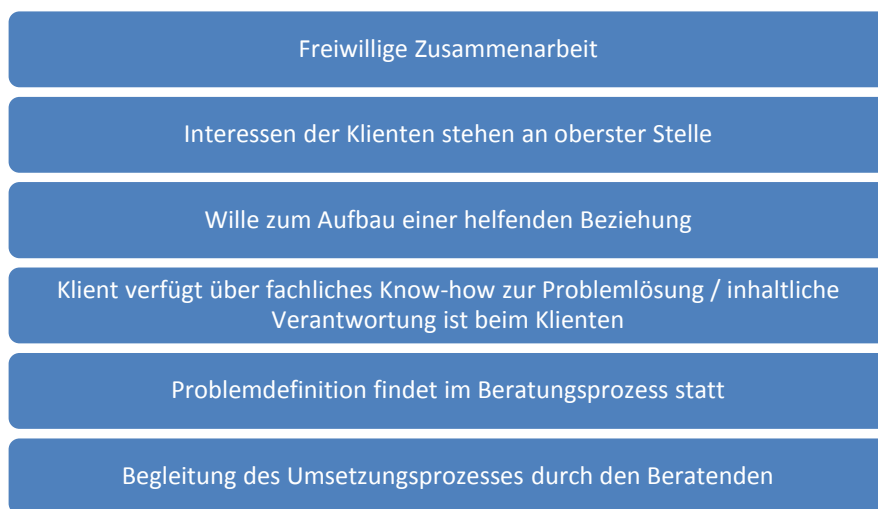 Freiwillige Zusammenarbeit
Interessen der Klienten stehen an oberster Stelle
Wille zum Aufbau einer helfenden Beziehung
Klient verfügt über fachliches Know-how zur Problemlösung / inhaltliche
Verantwortung ist beim Klienten
Problemdefinition findet im Beratungsprozess statt
Begleitung des Umsetzungsprozesses durch den Beratenden